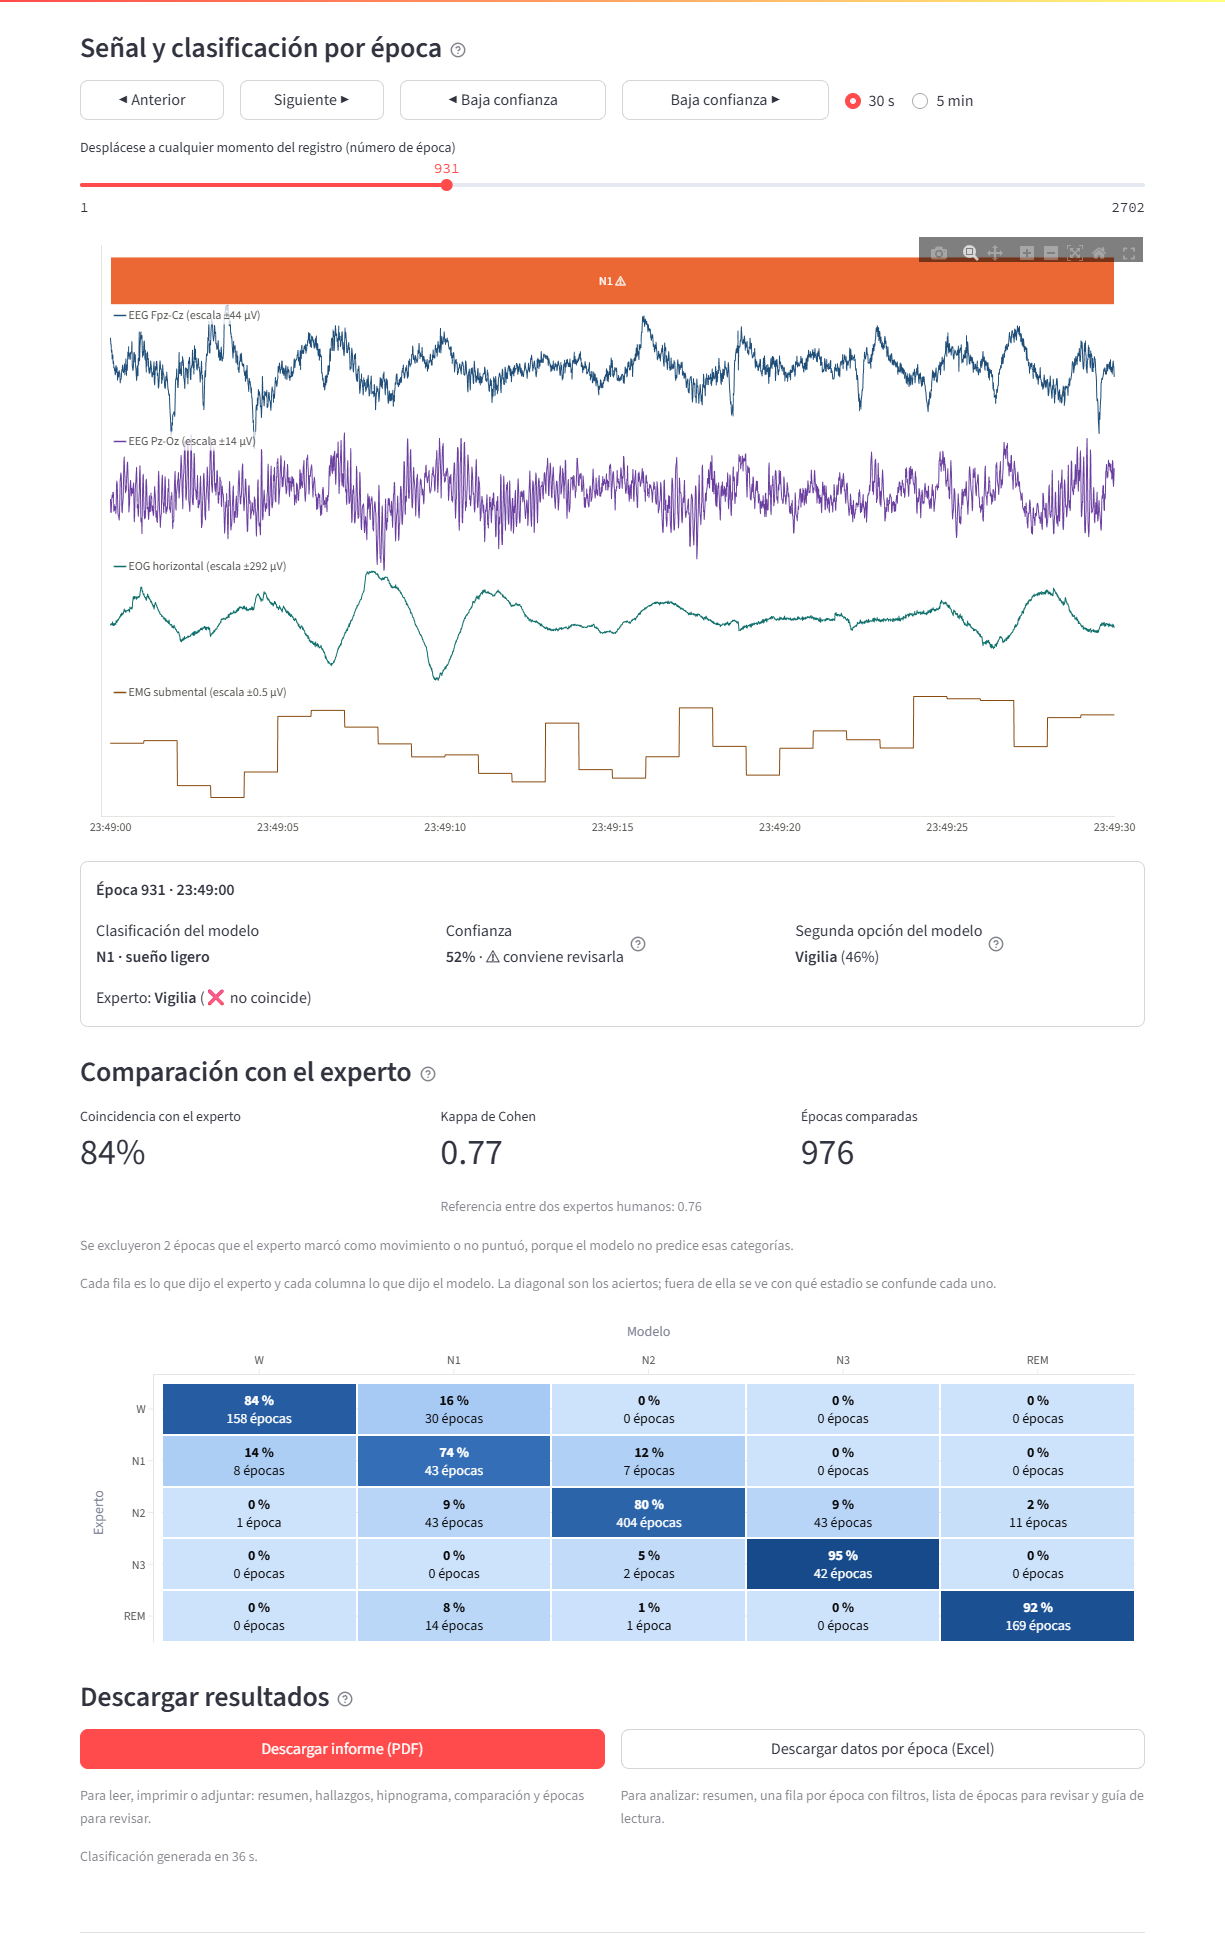 Señal y clasificación por época
◄ Anterior
Siguiente ►
◄ Baja confianza
Baja confianza ►
30 s
5 min
Desplácese a cualquier momento del registro (número de época)
931
1
2702
N1 ⚠
EEG Fpz-Cz (escala ±44 µV)
EEG Pz-Oz (escala ±14 µV)
EOG horizontal (escala ±292 µV)
EMG submental (escala ±0.5 µV)
23:49:00 23:49:05 23:49:10 23:49:15 23:49:20 23:49:25 23:49:30
Época 931 · 23:49:00
Clasificación del modelo
N1 · sueño ligero
Confianza
52% · ⚠ conviene revisarla
Segunda opción del modelo
Vigilia (46%)
Experto: Vigilia (❌ no coincide)
Comparación con el experto
Coincidencia con el experto
84%
Kappa de Cohen
0.77
Referencia entre dos expertos humanos: 0.76
Épocas comparadas
976
Se excluyeron 2 épocas que el experto marcó como movimiento o no puntuó, porque el modelo no predice esas categorías.
Cada fila es lo que dijo el experto y cada columna lo que dijo el modelo. La diagonal son los aciertos; fuera de ella se ve con qué estadio se confunde cada uno.
Modelo
W N1 N2 N3 REM
Experto
W
84 % 16 % 0 % 0 % 0 %
158 épocas 30 épocas 0 épocas 0 épocas 0 épocas
N1
14 % 74 % 12 % 0 % 0 %
8 épocas 43 épocas 7 épocas 0 épocas 0 épocas
N2
0 % 9 % 80 % 9 % 2 %
1 época 43 épocas 404 épocas 43 épocas 11 épocas
N3
0 % 0 % 5 % 95 % 0 %
0 épocas 0 épocas 2 épocas 42 épocas 0 épocas
REM
0 % 8 % 1 % 0 % 92 %
0 épocas 14 épocas 1 época 0 épocas 169 épocas
Descargar resultados
Descargar informe (PDF)
Para leer, imprimir o adjuntar: resumen, hallazgos, hipnograma, comparación y épocas
para revisar.
Descargar datos por época (Excel)
Para analizar: resumen, una fila por época con filtros, lista de épocas para revisar y guía de
lectura.
Clasificación generada en 36 s.